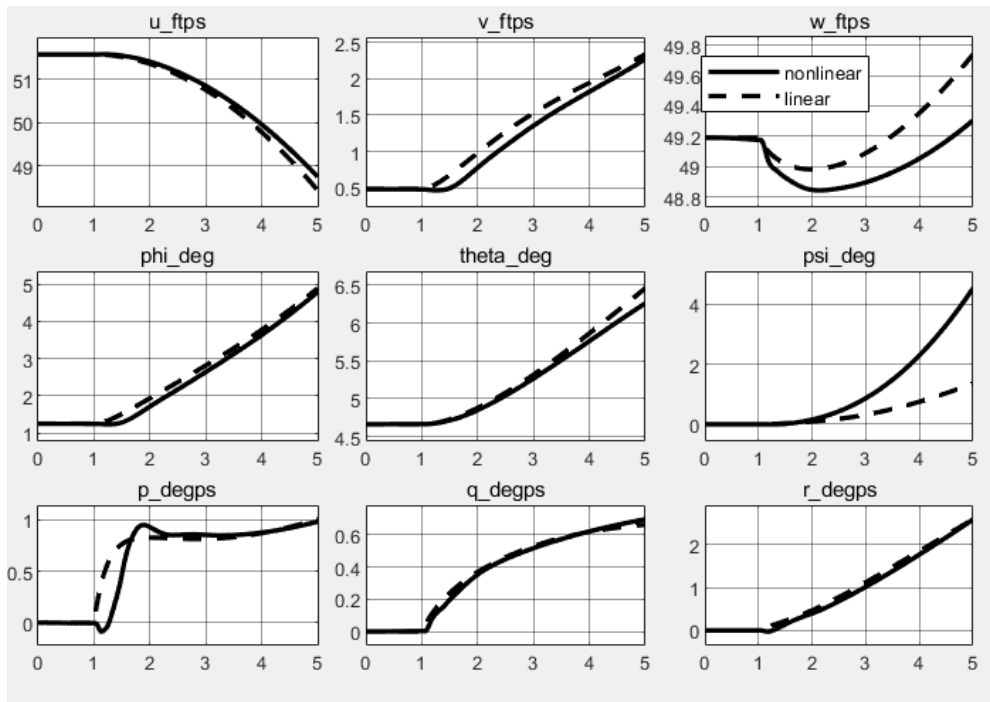 u_ftps
51
50
49
0 1 2 3 4 5
v_ftps
2.5
2
1.5
1
0.5
0 1 2 3 4 5
w_ftps
49.8
49.6
49.4
49.2
49
48.8
0 1 2 3 4 5
nonlinear
linear
phi_deg
5
4
3
2
1
0 1 2 3 4 5
theta_deg
6.5
6
5.5
5
4.5
0 1 2 3 4 5
psi_deg
4
2
0
0 1 2 3 4 5
p_degps
1
0.5
0
0 1 2 3 4 5
q_degps
0.6
0.4
0.2
0
0 1 2 3 4 5
r_degps
2
1
0
0 1 2 3 4 5